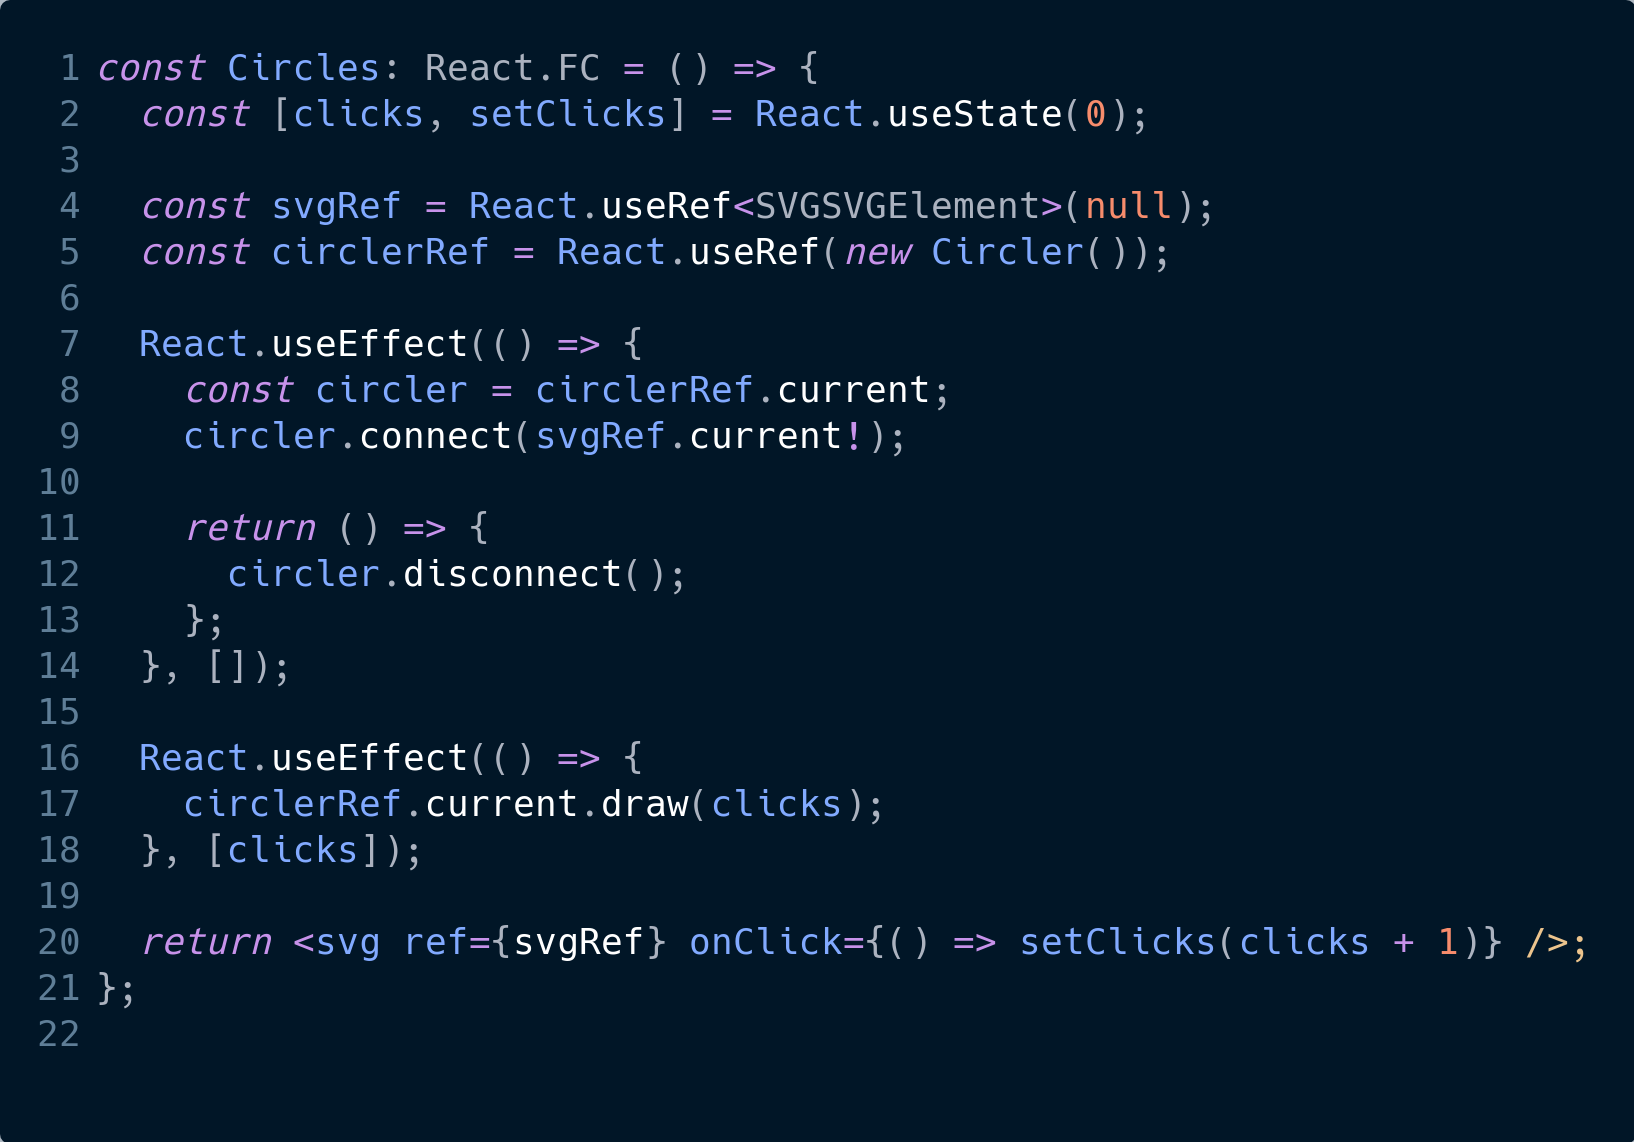 1 const Circles: React.FC = () => {
2   const [clicks, setClicks] = React.useState(0);
3
4   const svgRef = React.useRef<SVGSVGElement>(null);
5   const circlerRef = React.useRef(new Circler());
6
7   React.useEffect(() => {
8     const circler = circlerRef.current;
9     circler.connect(svgRef.current!);
10
11     return () => {
12       circler.disconnect();
13     };
14   }, []);
15
16   React.useEffect(() => {
17     circlerRef.current.draw(clicks);
18   }, [clicks]);
19
20   return <svg ref={svgRef} onClick={() => setClicks(clicks + 1)} />;
21 };
22